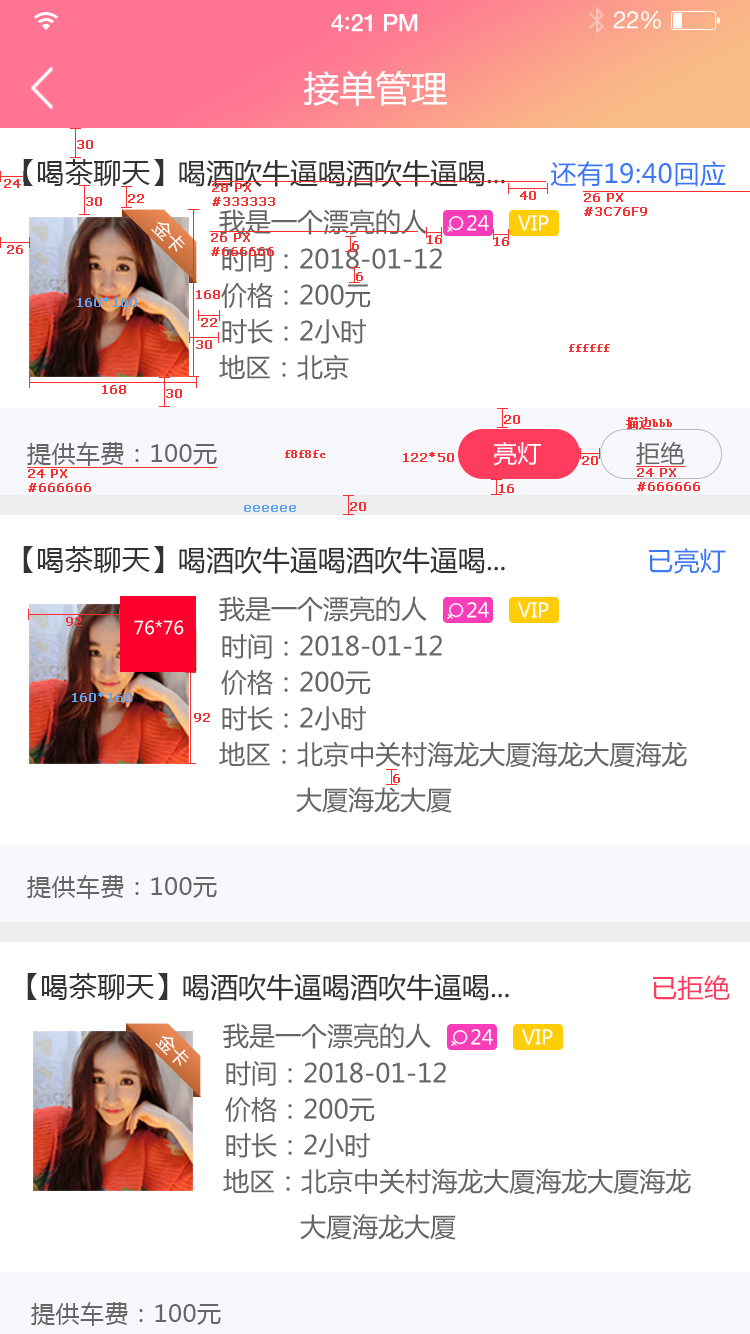 4:21 PM 22%
接单管理
30
【喝茶聊天】喝酒吹牛逼喝酒吹牛逼喝... 还有19:40回应
24
28 PX
#333333
40
26 PX
#3C76F9
30
22
金卡
我是一个漂亮的人 24 VIP
26 PX
#666666
16
16
6
26
时间：2018-01-12
6
160*160
168
价格：200元
22
时长：2小时
30
ffffff
地区：北京
168
30
20
描边bbb
提供车费：100元
f8f8fc
122*50
亮灯
20
拒绝
24 PX
#666666
24 PX
#666666
16
eeeeee
20
【喝茶聊天】喝酒吹牛逼喝酒吹牛逼喝... 已亮灯
92
76*76
我是一个漂亮的人 24 VIP
时间：2018-01-12
160*160
价格：200元
92
时长：2小时
地区：北京中关村海龙大厦海龙大厦海龙
6
大厦海龙大厦
提供车费：100元
【喝茶聊天】喝酒吹牛逼喝酒吹牛逼喝... 已拒绝
金卡
我是一个漂亮的人 24 VIP
时间：2018-01-12
价格：200元
时长：2小时
地区：北京中关村海龙大厦海龙大厦海龙
大厦海龙大厦
提供车费：100元